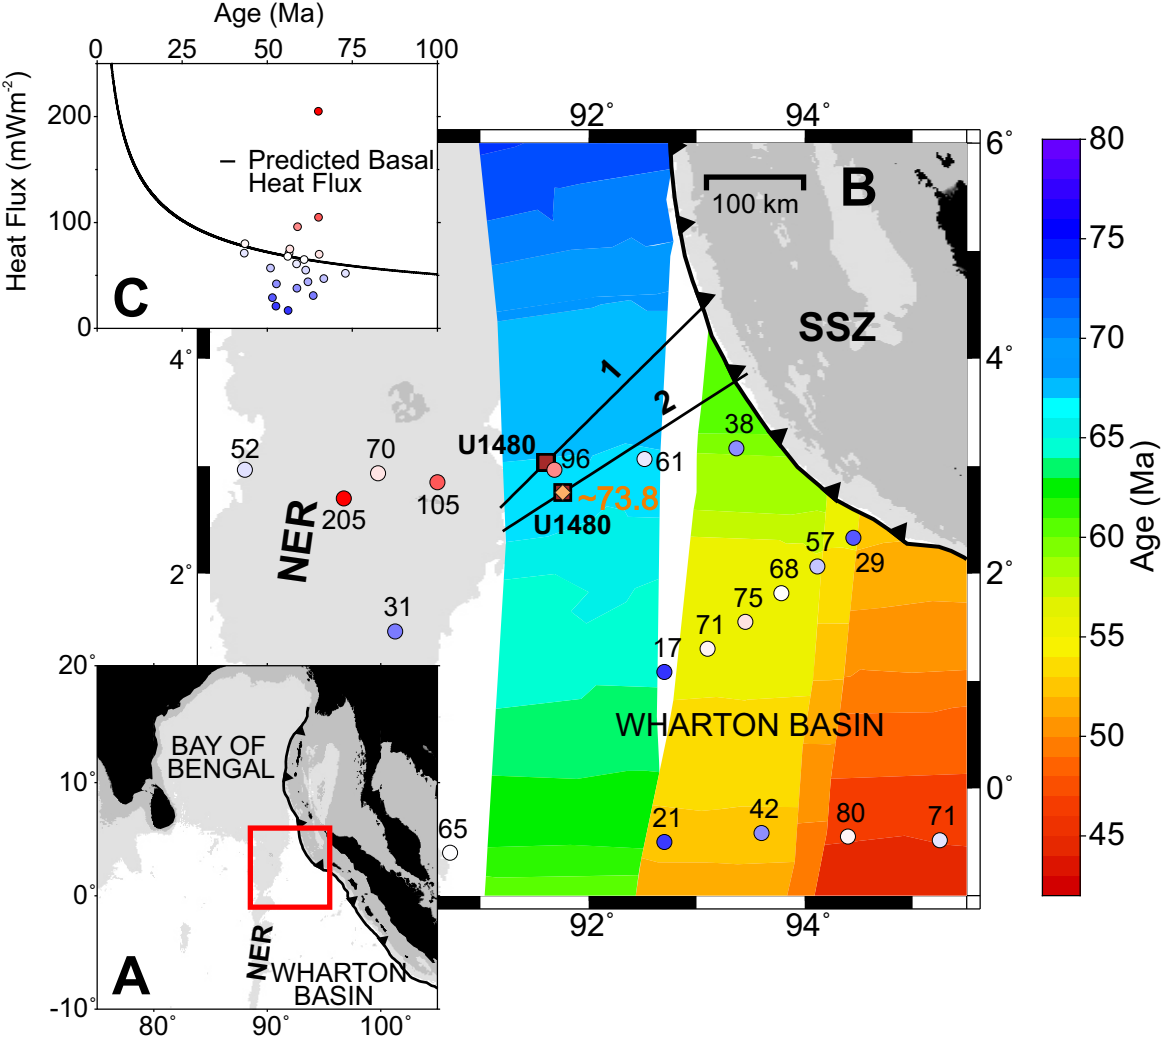 Age (Ma)
0 25 50 75 100
Heat Flux (mWm⁻²)
200
100
0
– Predicted Basal
Heat Flux
C
92° 94°
6°
4°
2°
0°
100 km
B
SSZ
1
2
4°
2°
52
70
205
105
NER
31
U1480
96
~73.8
U1480
61
38
57
29
68
75
71
17
WHARTON BASIN
21
42
80
71
65
92° 94°
20°
10°
0°
-10°
80° 90° 100°
BAY OF
BENGAL
NER
WHARTON
BASIN
A
80
75
70
65
60
55
50
45
Age (Ma)